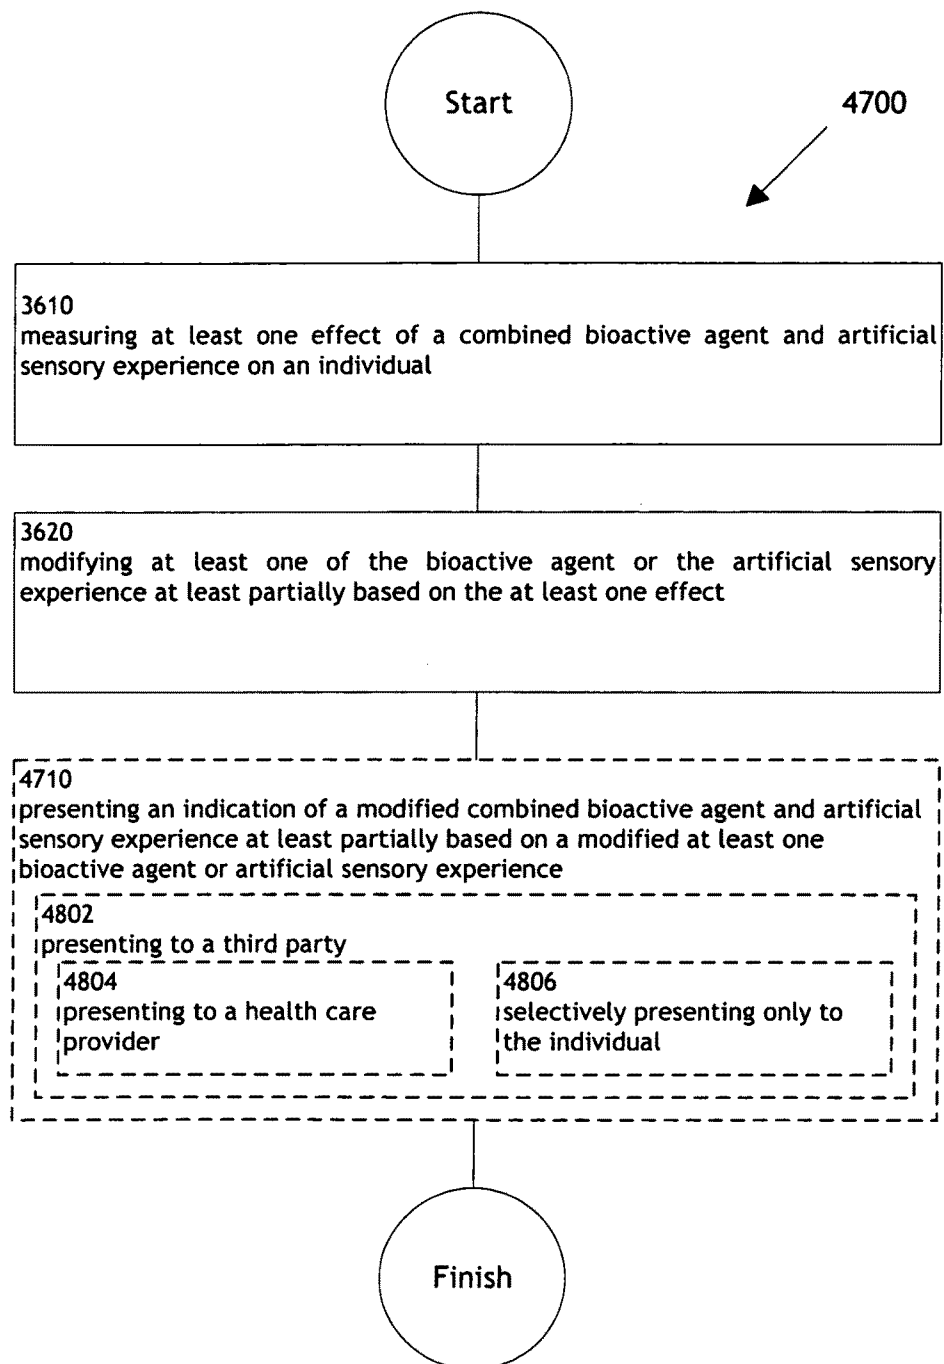 Start
4700
3610
measuring at least one effect of a combined bioactive agent and artificial
sensory experience on an individual
3620
modifying at least one of the bioactive agent or the artificial sensory
experience at least partially based on the at least one effect
4710
presenting an indication of a modified combined bioactive agent and artificial
sensory experience at least partially based on a modified at least one
bioactive agent or artificial sensory experience
4802
presenting to a third party
4804
presenting to a health care
provider
4806
selectively presenting only to
the individual
Finish